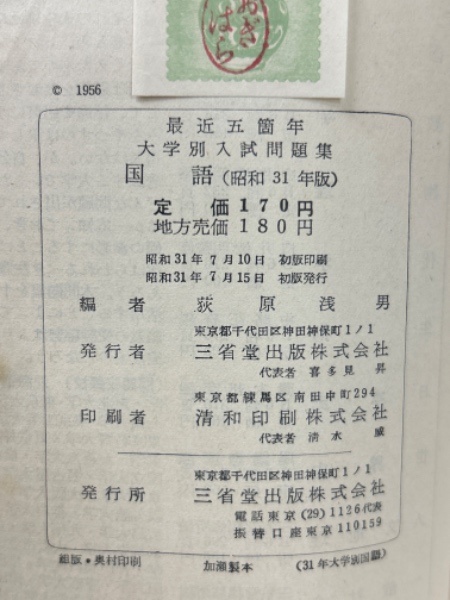 おぎ
はら
© 1956
最近五箇年
大学別入試問題集
国語（昭和31年版）
定価170円
地方売価180円
昭和31年7月10日 初版印刷
昭和31年7月15日 初版発行
編者 荻原浅男
東京都千代田区神田神保町1ノ1
発行者 三省堂出版株式会社
代表者 喜多見 昇
東京都練馬区南田中町294
印刷者 清和印刷株式会社
代表者 清水 威
東京都千代田区神田神保町1ノ1
発行所 三省堂出版株式会社
電話東京(29)1126代表
振替口座東京110159
組版・奥村印刷 加瀬製本 （31年大学別国語）